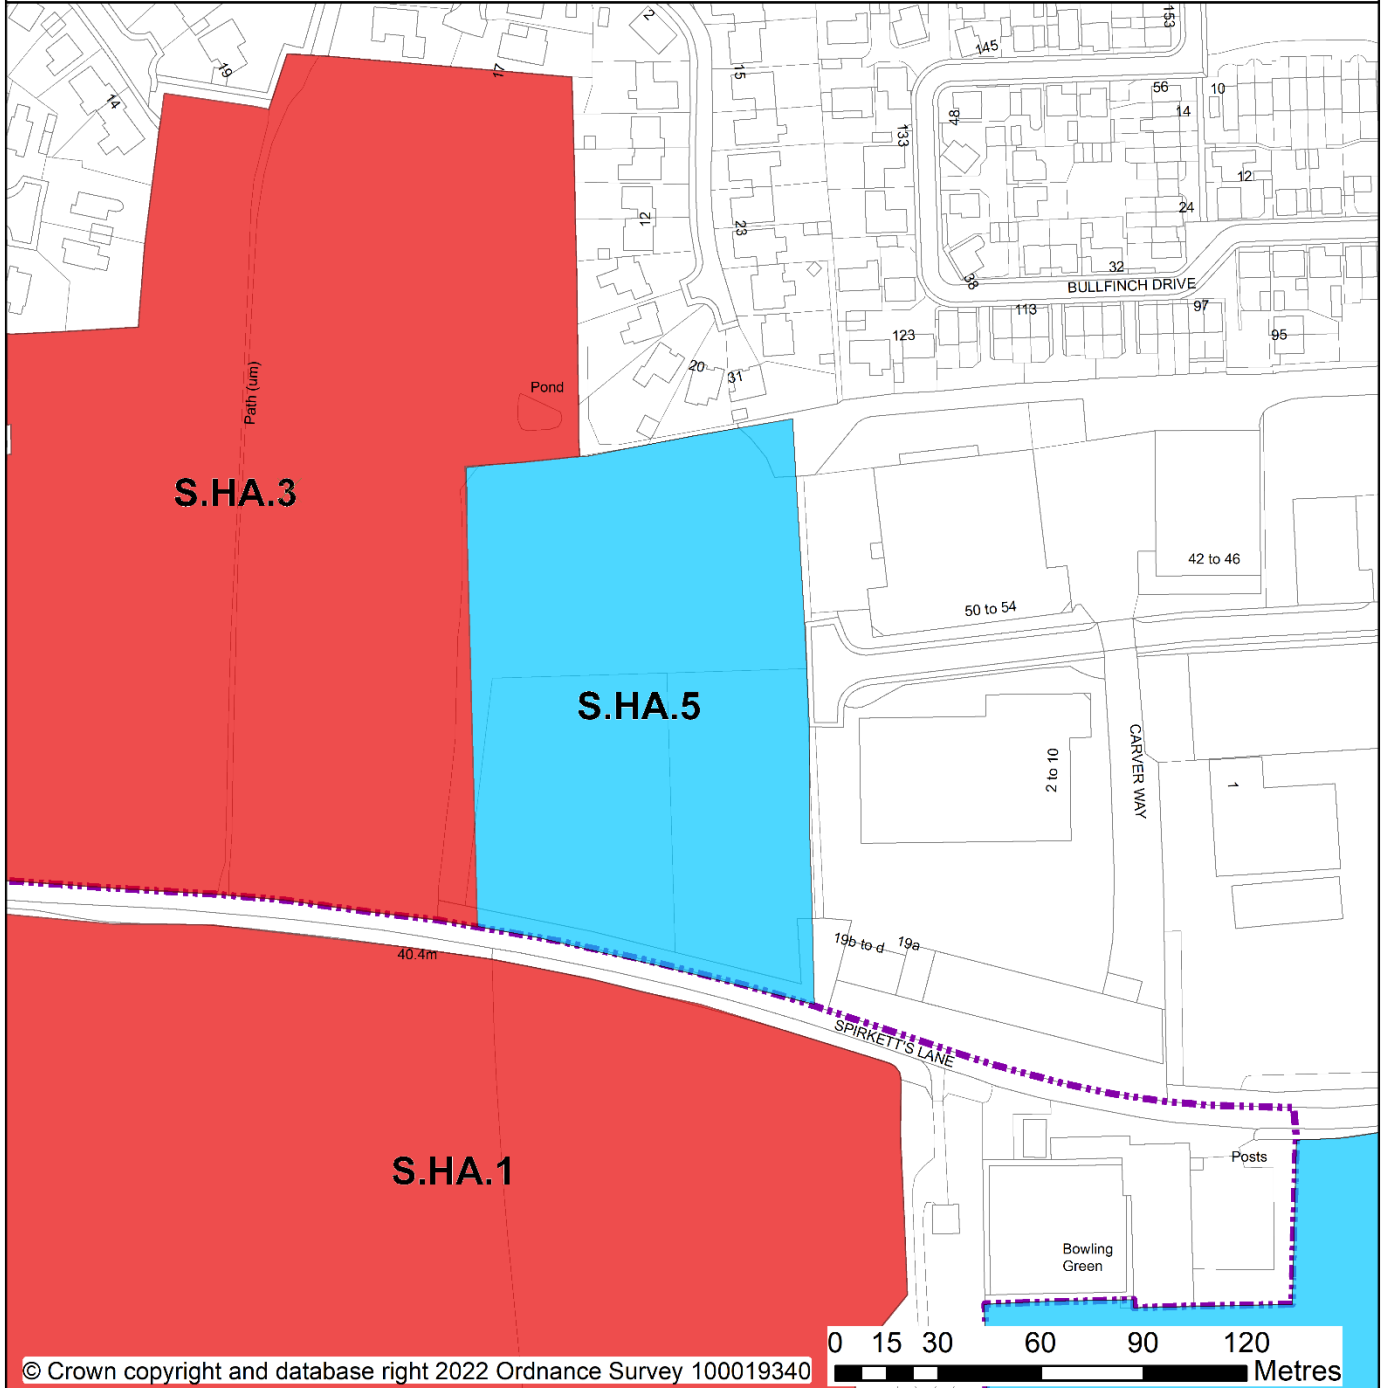 2
153
145
19
17
15
14
56
10
14
48
133
12
12
24
23
32
38
BULLFINCH DRIVE
113
97
123
95
20
31
Path (um)
Pond
S.HA.3
42 to 46
50 to 54
S.HA.5
CARVER WAY
2 to 10
1
19b to d
19a
40.4m
SPIRKETT'S LANE
S.HA.1
Posts
Bowling
Green
0 15 30 60 90 120
Metres
© Crown copyright and database right 2022 Ordnance Survey 100019340